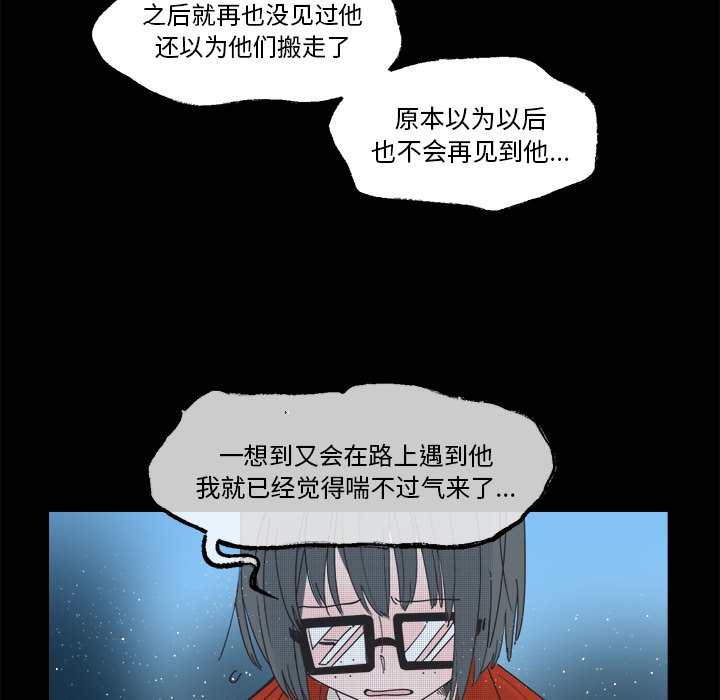 之后就再也没见过他
还以为他们搬走了
原本以为以后
也不会再见到他...
一想到又会在路上遇到他
我就已经觉得喘不过气来了...